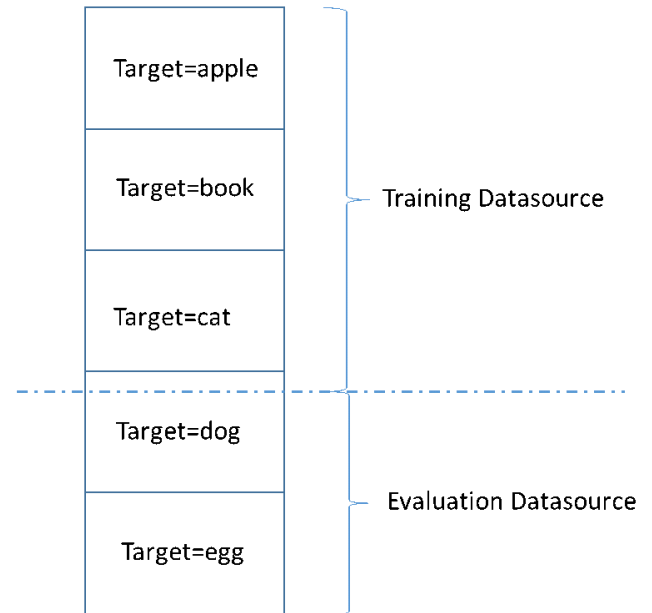 Target=apple
Target=book
Training Datasource
Target=cat
Target=dog
Evaluation Datasource
Target=egg